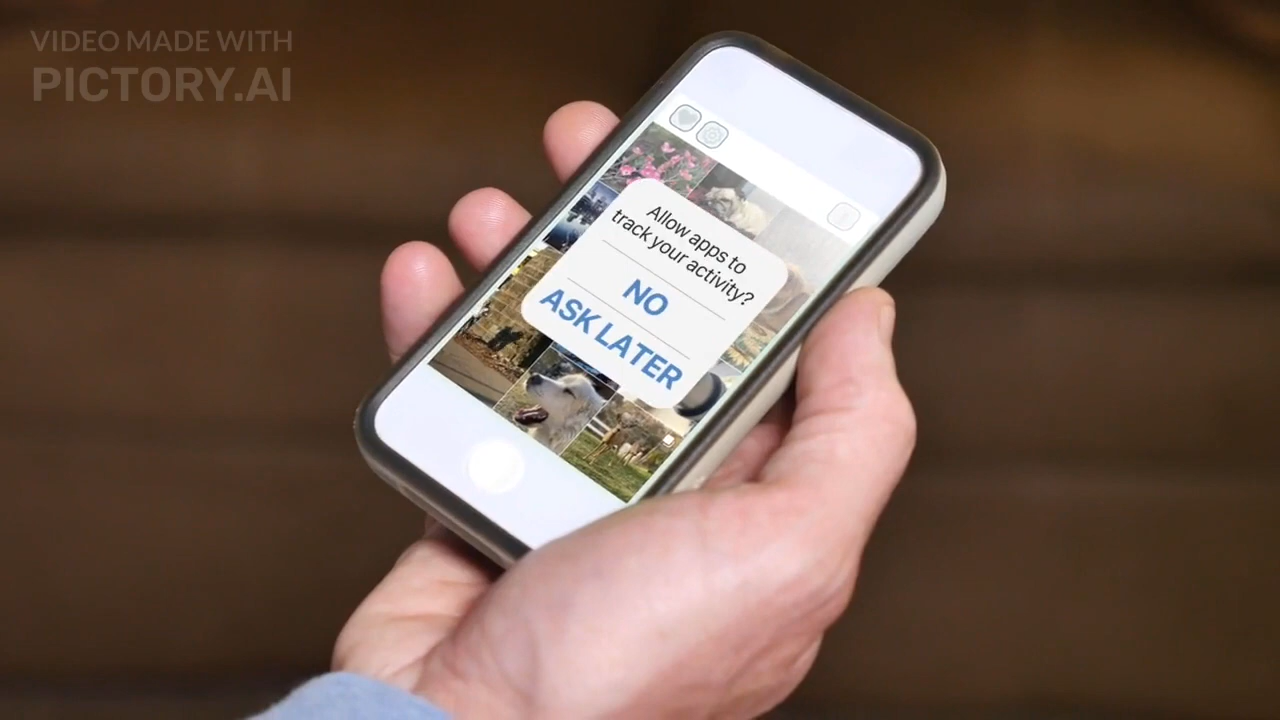 VIDEO MADE WITH
PICTORY.AI
Allow apps to
track your activity?
NO
ASK LATER